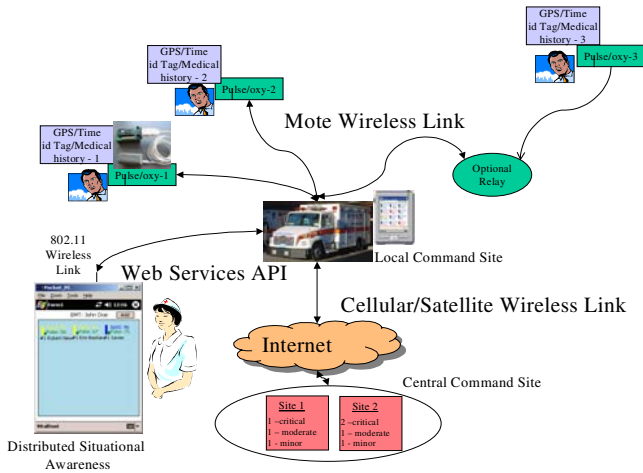 GPS/Time
id Tag/Medical
history - 3
Pulse/oxy-3
GPS/Time
id Tag/Medical
history - 2
Pulse/oxy-2
Mote Wireless Link
GPS/Time
id Tag/Medical
history - 1
Pulse/oxy-1
Optional
Relay
802.11
Wireless
Link
Local Command Site
Web Services API
Cellular/Satellite Wireless Link
EMT: John Doe
Internet
Central Command Site
Site 1
1 –critical
1 – moderate
1 - minor
Site 2
2 –critical
1 – moderate
1 - minor
Distributed Situational
Awareness